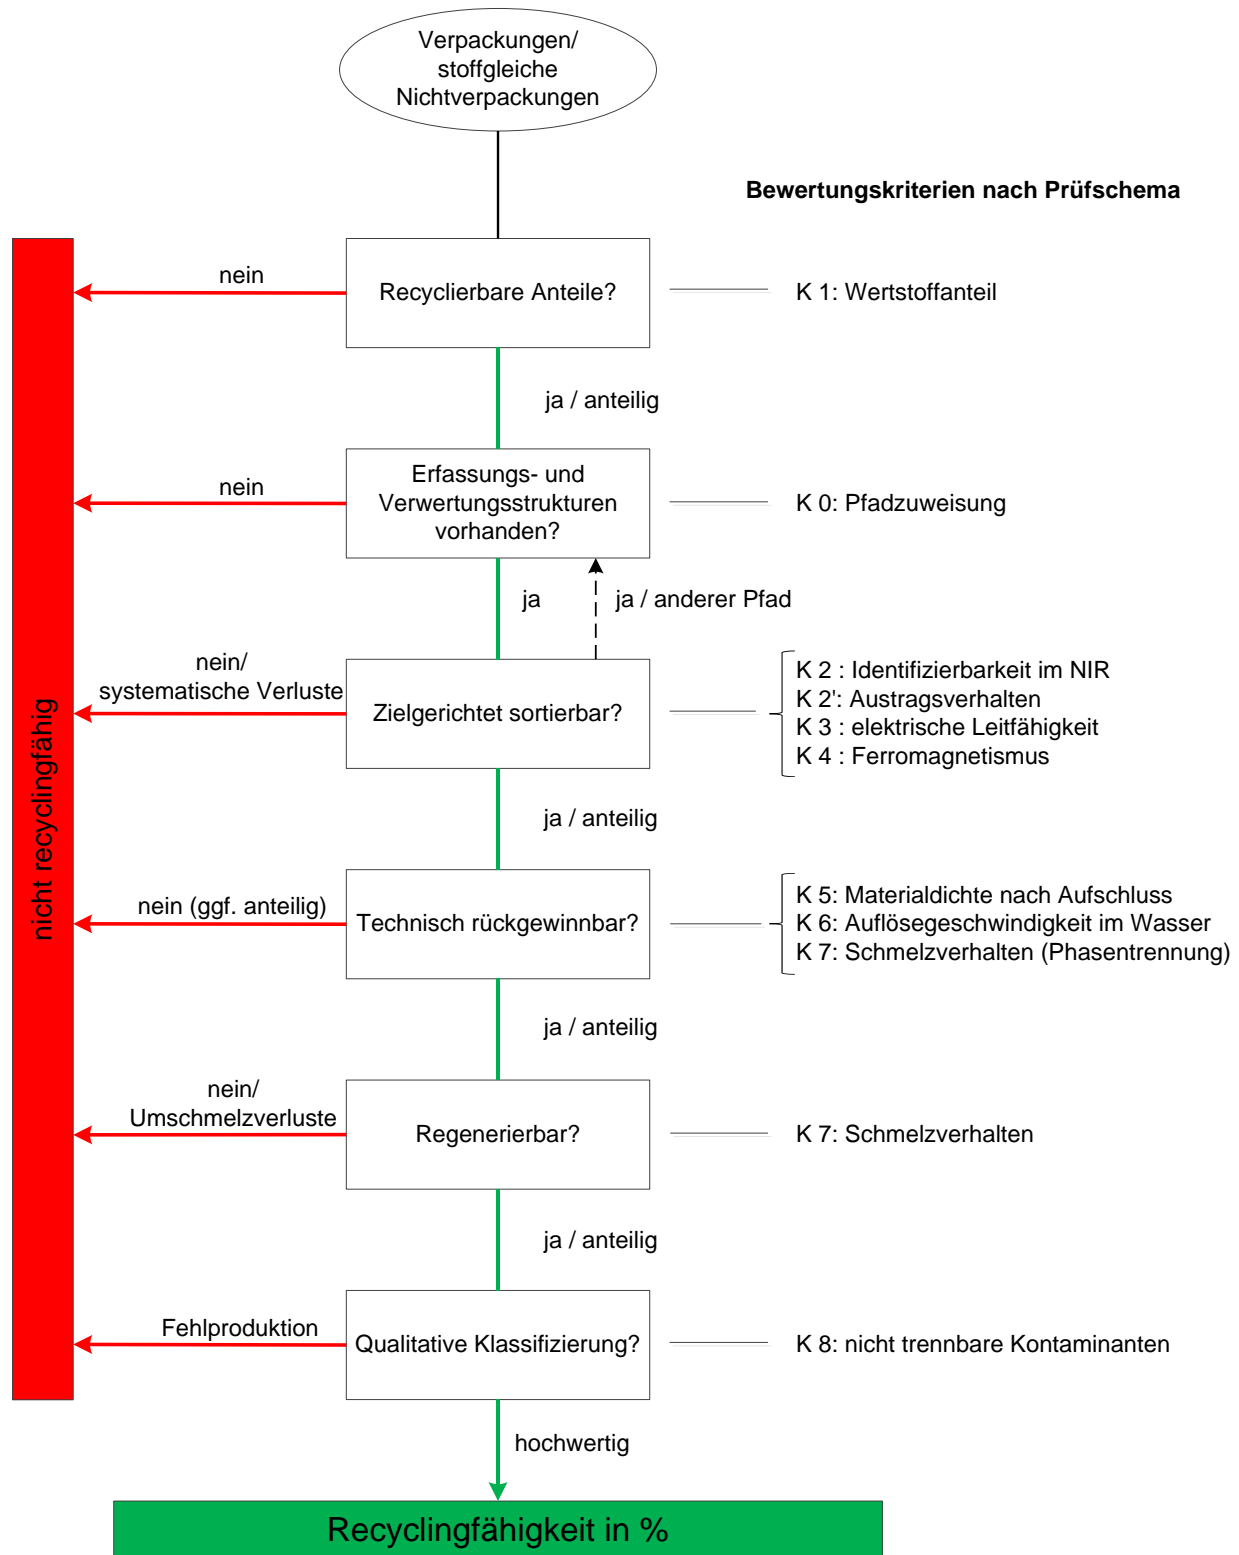 Verpackungen/
stoffgleiche
Nichtverpackungen
Bewertungskriterien nach Prüfschema
nein
Recyclierbare Anteile?
K 1: Wertstoffanteil
ja / anteilig
nein
Erfassungs- und
Verwertungsstrukturen
vorhanden?
K 0: Pfadzuweisung
ja
ja / anderer Pfad
nein/
systematische Verluste
Zielgerichtet sortierbar?
K 2 : Identifizierbarkeit im NIR
K 2': Austragsverhalten
K 3 : elektrische Leitfähigkeit
K 4 : Ferromagnetismus
nicht recyclingfähig
ja / anteilig
nein (ggf. anteilig)
Technisch rückgewinnbar?
K 5: Materialdichte nach Aufschluss
K 6: Auflösegeschwindigkeit im Wasser
K 7: Schmelzverhalten (Phasentrennung)
ja / anteilig
nein/
Umschmelzverluste
Regenerierbar?
K 7: Schmelzverhalten
ja / anteilig
Fehlproduktion
Qualitative Klassifizierung?
K 8: nicht trennbare Kontaminanten
hochwertig
Recyclingfähigkeit in %